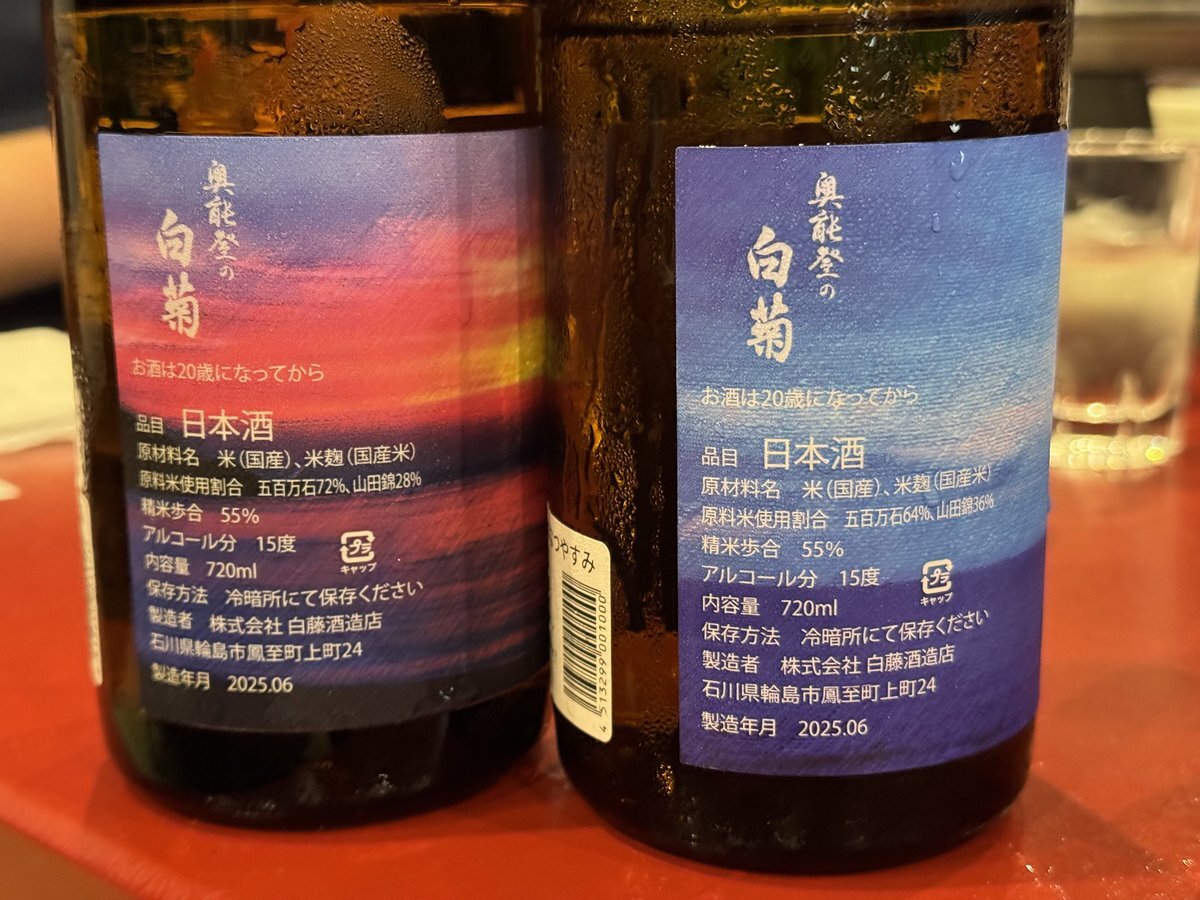 奥能登の
白菊
お酒は20歳になってから
品目 日本酒
原材料名 米(国産)、米麹(国産米)
原料米使用割合 五百万石72%、山田錦28%
精米歩合 55%
アルコール分 15度
キャップ
内容量 720ml
保存方法 冷暗所にて保存ください
製造者 株式会社 白藤酒造店
石川県輪島市鳳至町上町24
製造年月 2025.06
つやすみ
4513299001000
奥能登の
白菊
お酒は20歳になってから
品目 日本酒
原材料名 米(国産)、米麹(国産米)
原料米使用割合 五百万石64%、山田錦36%
精米歩合 55%
アルコール分 15度
キャップ
内容量 720ml
保存方法 冷暗所にて保存ください
製造者 株式会社 白藤酒造店
石川県輪島市鳳至町上町24
製造年月 2025.06